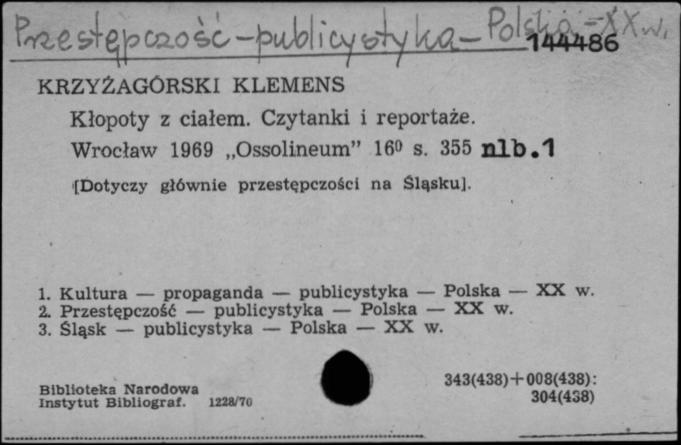 Przestępczość – publicystyka – Polska – XX w.
144486
KRZYŻAGÓRSKI KLEMENS
Kłopoty z ciałem. Czytanki i reportaże.
Wrocław 1969 „Ossolineum” 16⁰ s. 355 nlb.1
[Dotyczy głównie przestępczości na Śląsku].
1. Kultura — propaganda — publicystyka — Polska — XX w.
2. Przestępczość — publicystyka — Polska — XX w.
3. Śląsk — publicystyka — Polska — XX w.
Biblioteka Narodowa
Instytut Bibliograf. 1228/70
343(438)+008(438):
304(438)